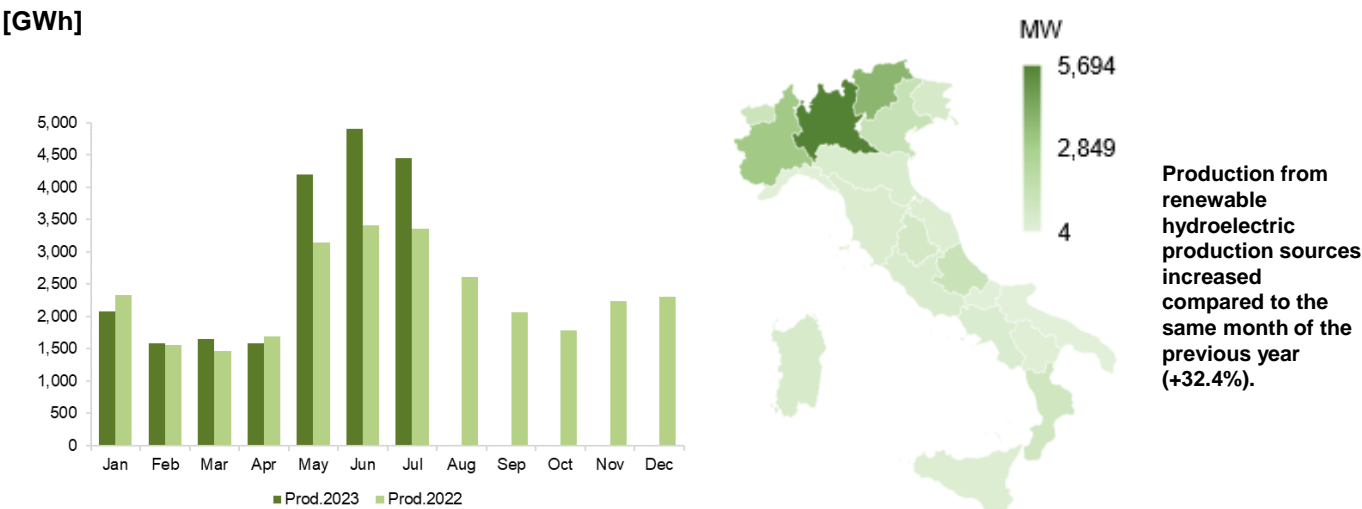 [GWh]
5,000
4,500
4,000
3,500
3,000
2,500
2,000
1,500
1,000
500
0
Jan Feb Mar Apr May Jun Jul Aug Sep Oct Nov Dec
Prod.2023 Prod.2022
MW
5,694
2,849
4
Production from
renewable
hydroelectric
production sources
increased
compared to the
same month of the
previous year
(+32.4%).